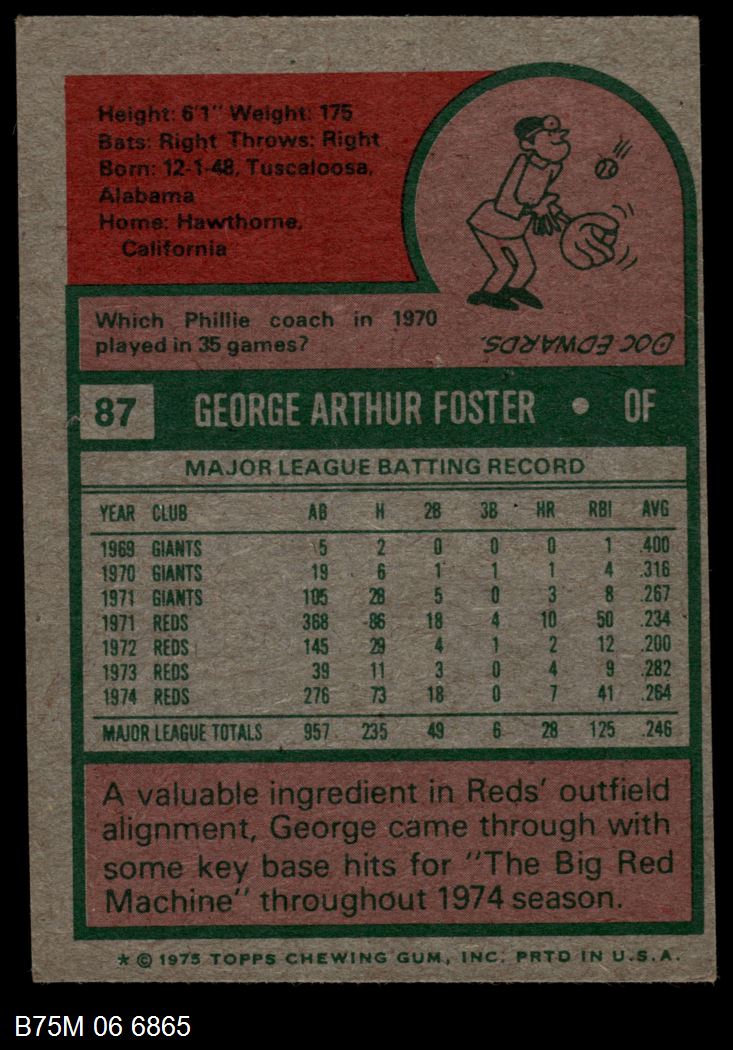 Height: 6'1" Weight: 175
Bats: Right Throws: Right
Born: 12-1-48, Tuscaloosa,
Alabama
Home: Hawthorne,
California
Which Phillie coach in 1970
played in 35 games?
DOC EDWARDS.
87 GEORGE ARTHUR FOSTER • OF
MAJOR LEAGUE BATTING RECORD
YEAR CLUB AB H 2B 3B HR RBI AVG
1969 GIANTS 5 2 0 0 0 1 .400
1970 GIANTS 19 6 1 1 1 4 .316
1971 GIANTS 105 28 5 0 3 8 .267
1971 REDS 368 86 18 4 10 50 .234
1972 REDS 145 29 4 1 2 12 .200
1973 REDS 39 11 3 0 4 9 .282
1974 REDS 276 73 18 0 7 41 .264
MAJOR LEAGUE TOTALS 957 235 49 6 28 125 .246
A valuable ingredient in Reds' outfield
alignment, George came through with
some key base hits for "The Big Red
Machine" throughout 1974 season.
* © 1975 TOPPS CHEWING GUM, INC. PRTD IN U.S.A.
B75M 06 6865